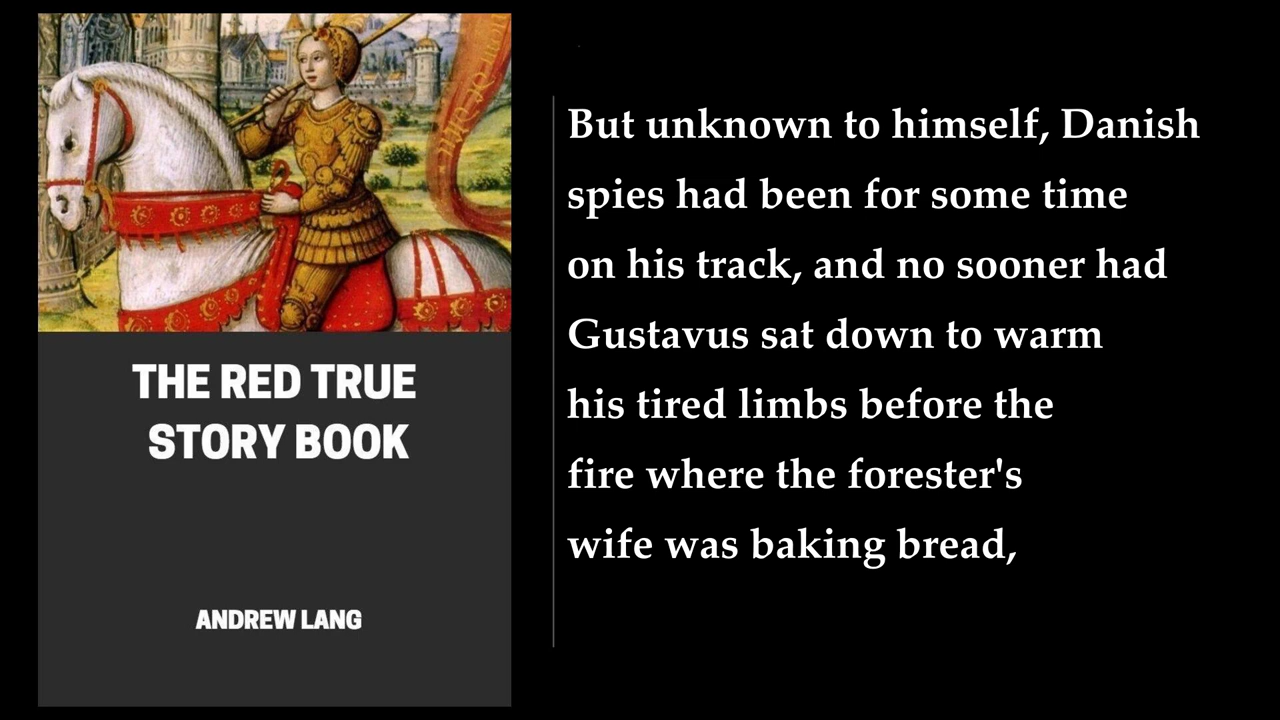 THE RED TRUE
STORY BOOK
ANDREW LANG
But unknown to himself, Danish
spies had been for some time
on his track, and no sooner had
Gustavus sat down to warm
his tired limbs before the
fire where the forester's
wife was baking bread,